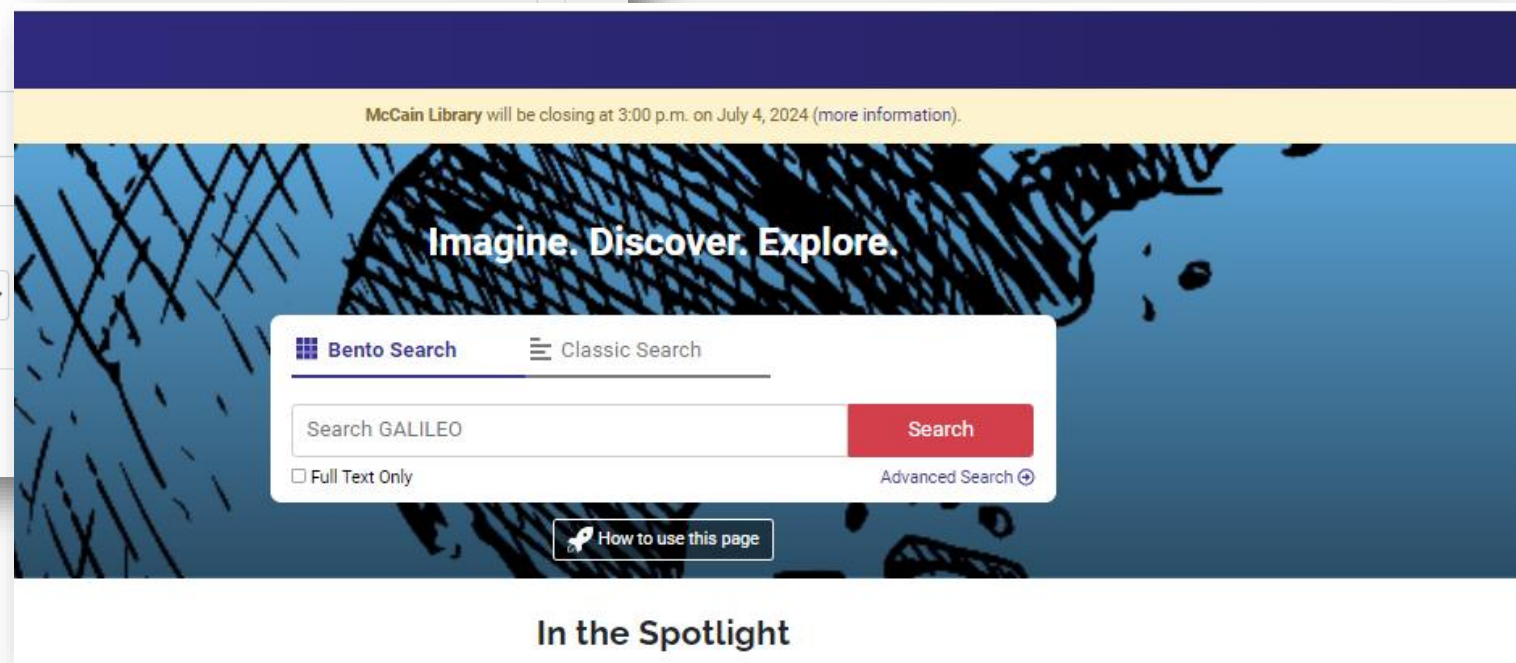 McCain Library will be closing at 3:00 p.m. on July 4, 2024 (more information).
Imagine. Discover. Explore.
Bento Search Classic Search
Search GALILEO Search
Full Text Only Advanced Search
How to use this page
In the Spotlight